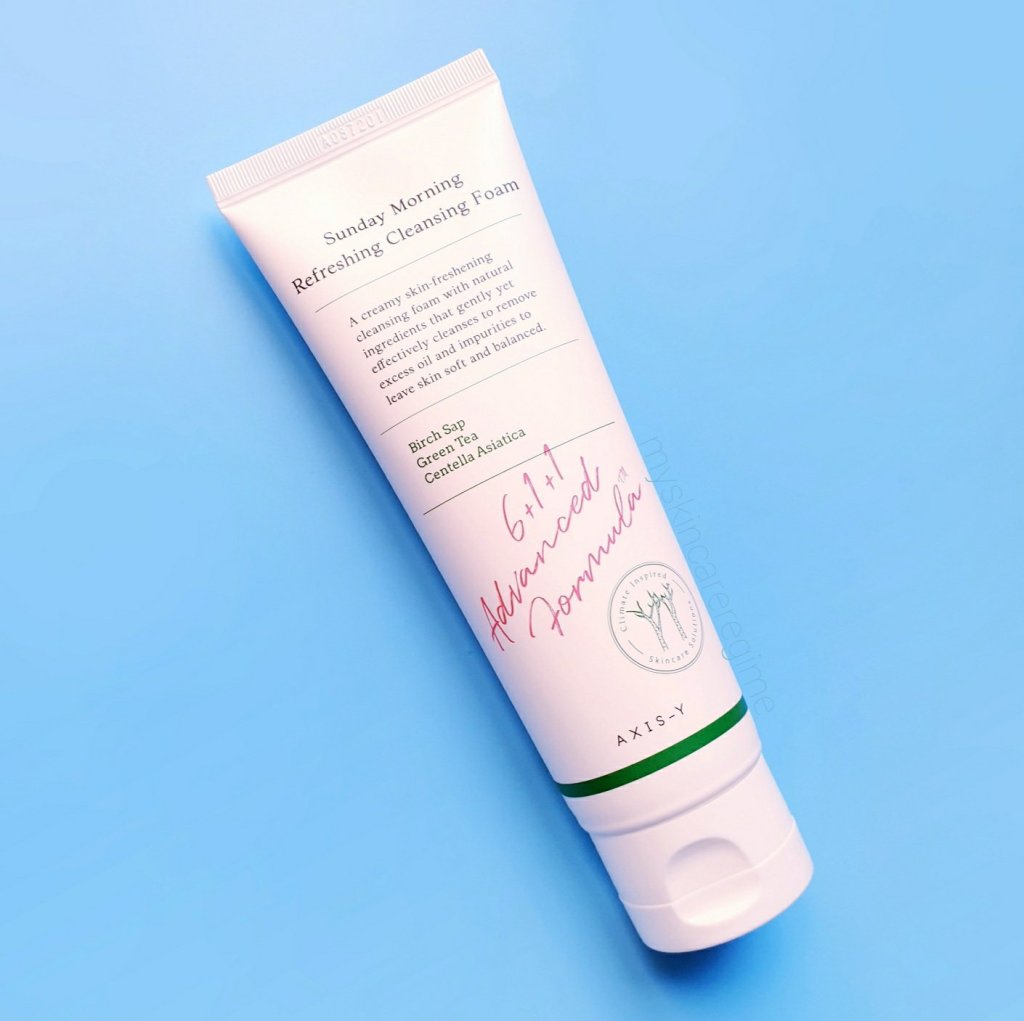 A087201
Sunday Morning
Refreshing Cleansing Foam
A creamy skin-freshening
cleansing foam with natural
ingredients that gently yet
effectively cleanses to remove
excess oil and impurities to
leave skin soft and balanced.
Birch Sap
Green Tea
Centella Asiatica
6+1+1
Advanced
Formula™
Climate Inspired
Skincare Solutions
AXIS-Y
myskincareregime